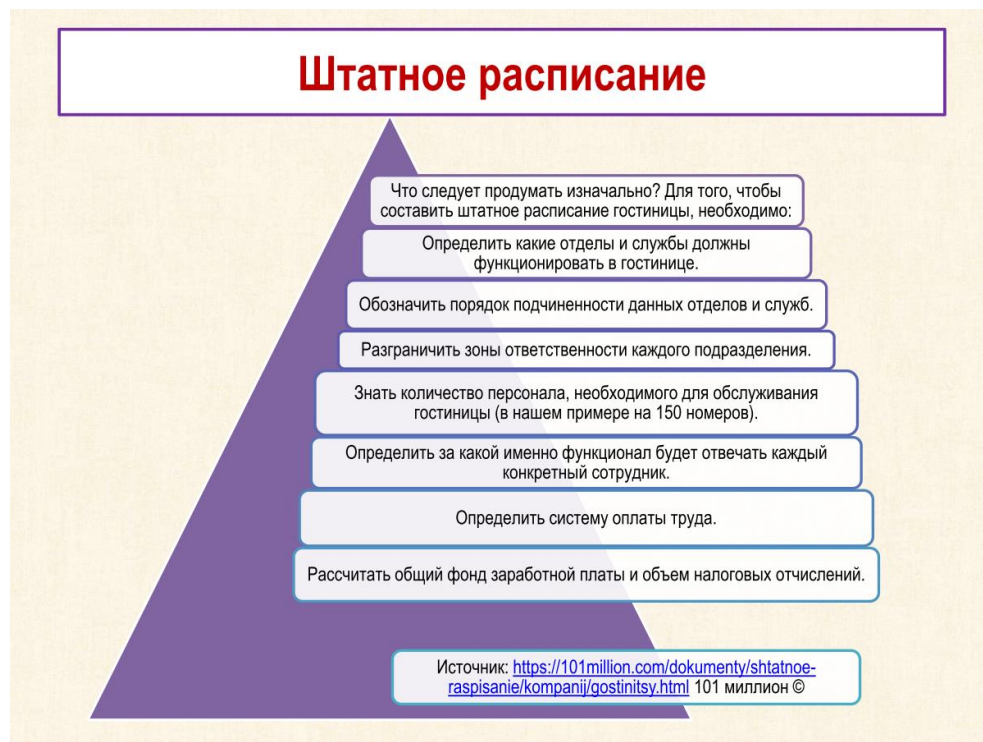 Штатное расписание
Что следует продумать изначально? Для того, чтобы
составить штатное расписание гостиницы, необходимо:
Определить какие отделы и службы должны
функционировать в гостинице.
Обозначить порядок подчиненности данных отделов и служб.
Разграничить зоны ответственности каждого подразделения.
Знать количество персонала, необходимого для обслуживания
гостиницы (в нашем примере на 150 номеров).
Определить за какой именно функционал будет отвечать каждый
конкретный сотрудник.
Определить систему оплаты труда.
Рассчитать общий фонд заработной платы и объем налоговых отчислений.
Источник: https://101million.com/dokumenty/shtatnoe-
raspisanie/kompanij/gostinitsy.html 101 миллион ©